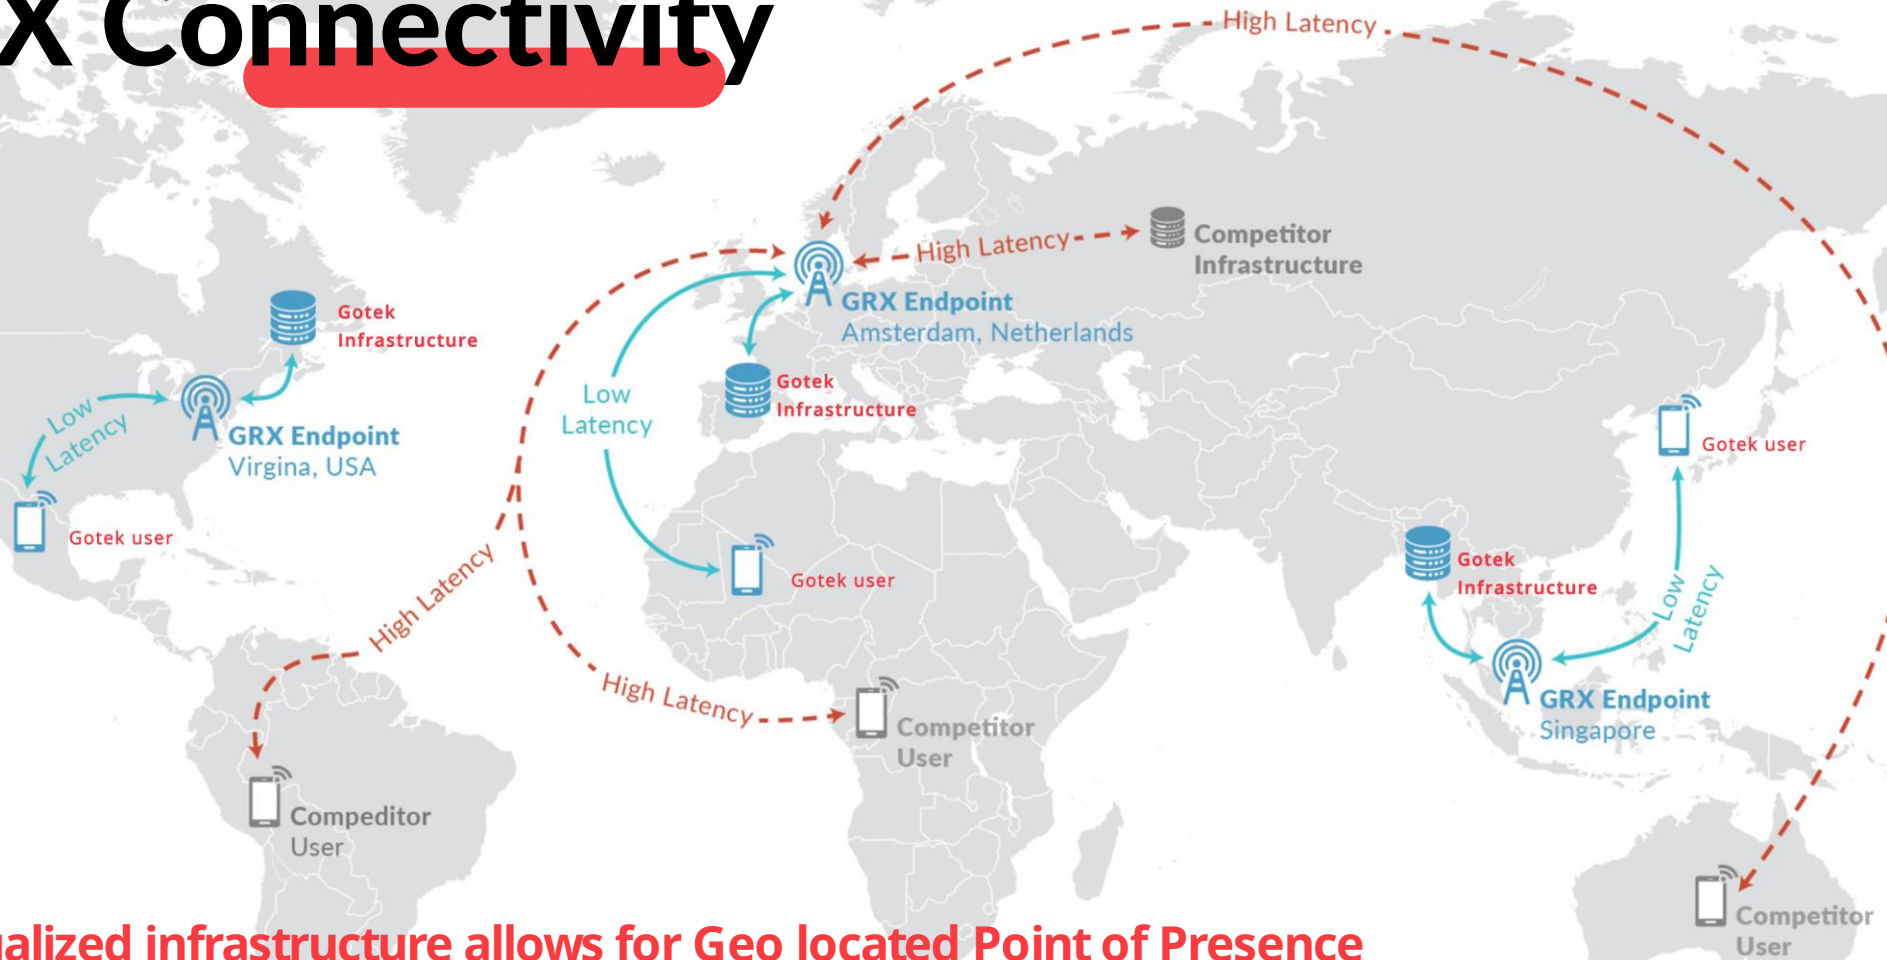 X Connectivity
High Latency
High Latency
Competitor
Infrastructure
GRX Endpoint
Amsterdam, Netherlands
Gotek
Infrastructure
Low
Latency
Gotek
Infrastructure
Low
Latency
GRX Endpoint
Virgina, USA
Gotek user
Gotek user
Gotek user
Gotek
Infrastructure
Low
Latency
GRX Endpoint
Singapore
High Latency
High Latency
Competitor
User
Compeditor
User
Competitor
User
ualized infrastructure allows for Geo located Point of Presence